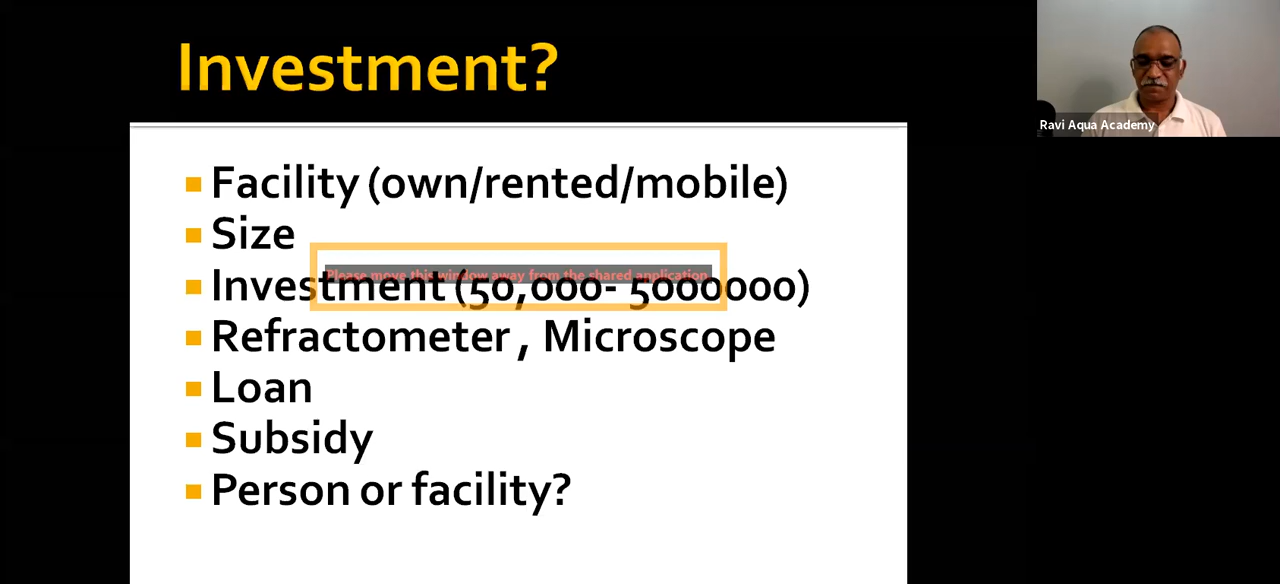 Investment?
Ravi Aqua Academy
Facility (own/rented/mobile)
Size
Please move this window away from the shared application
Investment (50,000- 5000000)
Refractometer , Microscope
Loan
Subsidy
Person or facility?